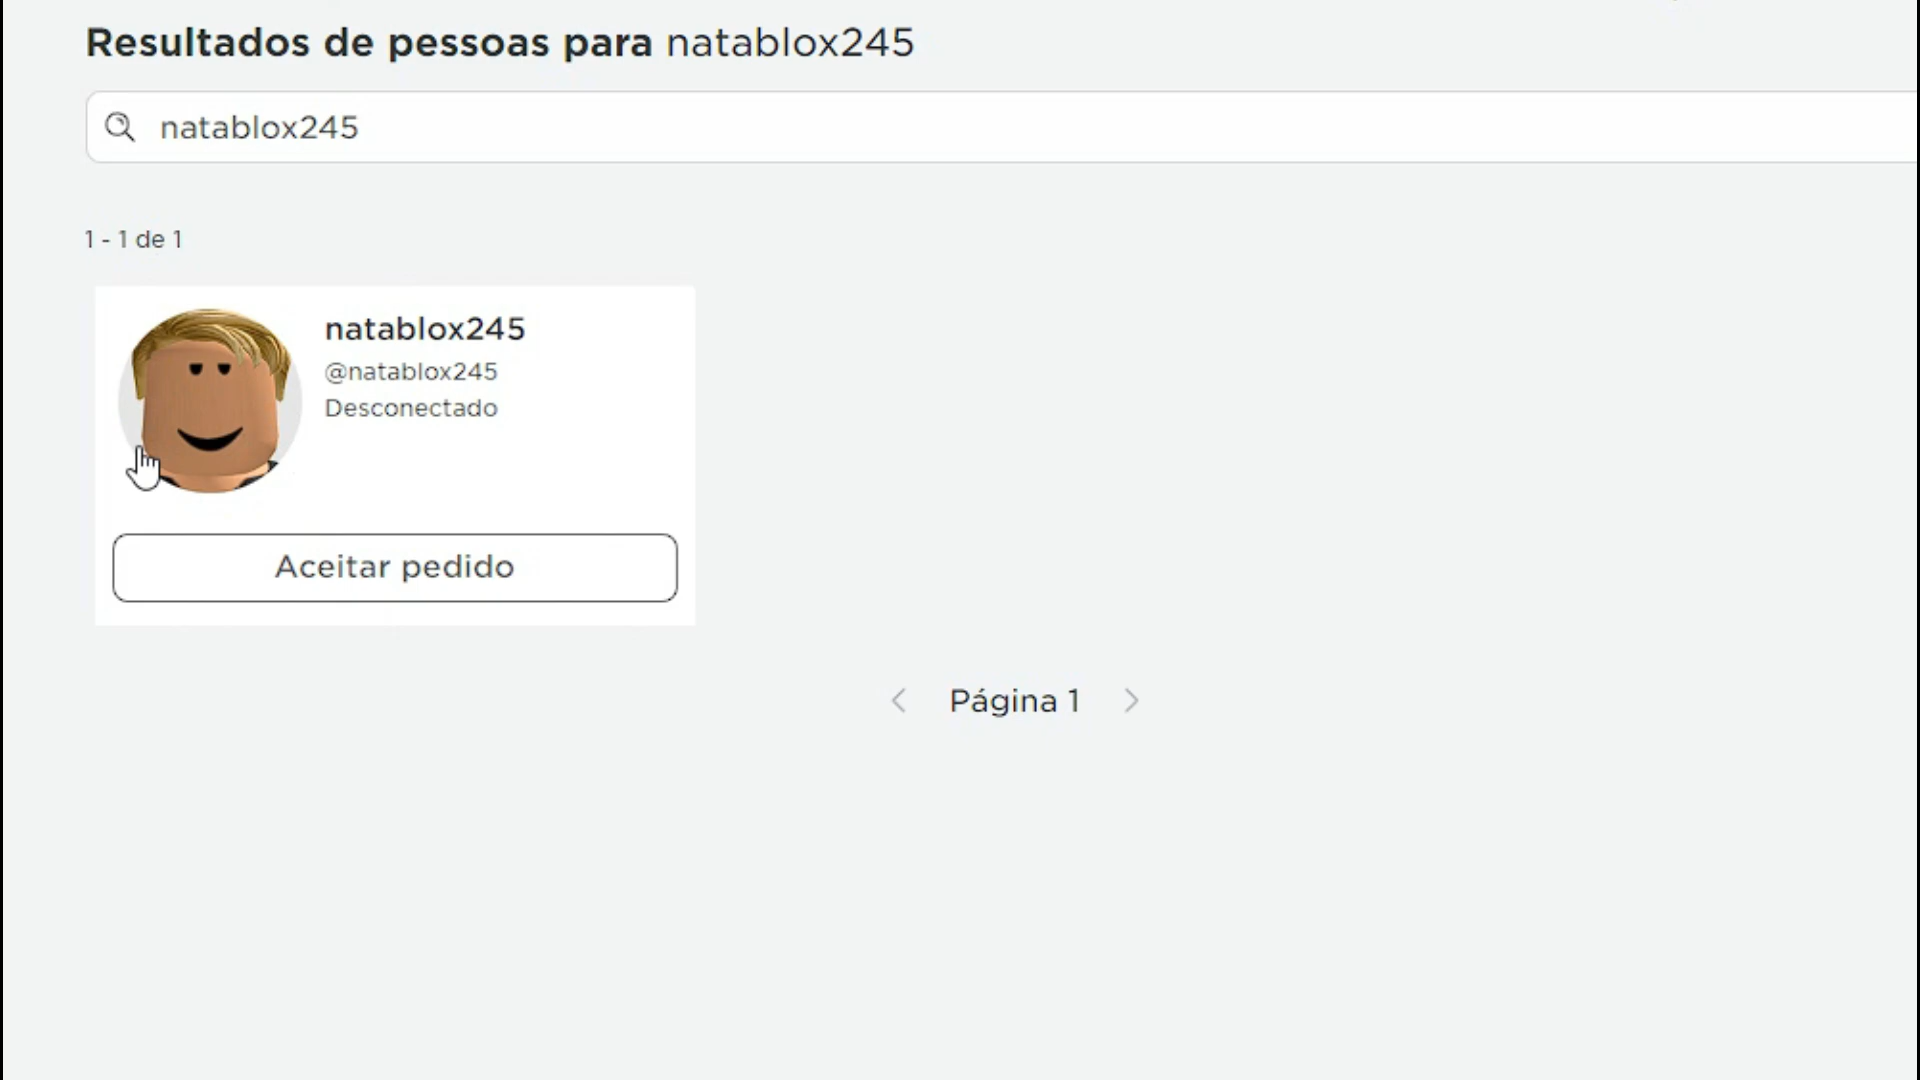 Resultados de pessoas para natablox245
natablox245
1 - 1 de 1
natablox245
@natablox245
Desconectado
Aceitar pedido
Página 1